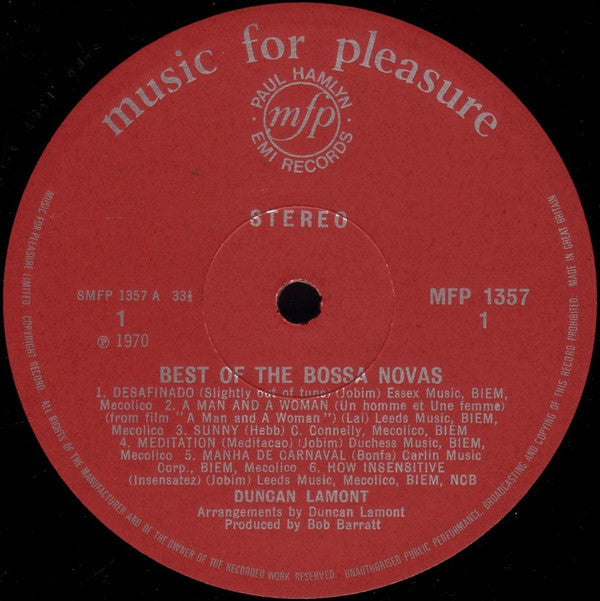 music for pleasure
PAUL HAMLYN
mfp
EMI RECORDS
STEREO
SMFP 1357 A 33⅓
1
℗ 1970
MFP 1357
1
BEST OF THE BOSSA NOVAS
1. DESAFINADO (Slightly out of tune) (Jobim) Essex Music, BIEM,
Mecolico 2. A MAN AND A WOMAN (Un homme et Une femme)
(from film "A Man and A Woman") (Lai) Leeds Music, BIEM,
Mecolico 3. SUNNY (Hebb) C. Connelly, Mecolico, BIEM
4. MEDITATION (Meditacao) (Jobim) Duchess Music, BIEM,
Mecolico 5. MANHA DE CARNAVAL (Bonfa) Carlin Music
Corp., BIEM, Mecolico 6. HOW INSENSITIVE
(Insensatez) (Jobim) Leeds Music, Mecolico, BIEM, NCB
DUNCAN LAMONT
Arrangements by Duncan Lamont
Produced by Bob Barratt
MUSIC FOR PLEASURE LIMITED. COPYRIGHT RECORD. ALL RIGHTS OF THE MANUFACTURER AND OF THE OWNER OF THE RECORDED WORK RESERVED. UNAUTHORISED PUBLIC PERFORMANCE, BROADCASTING AND COPYING OF THIS RECORD PROHIBITED. MADE IN GREAT BRITAIN